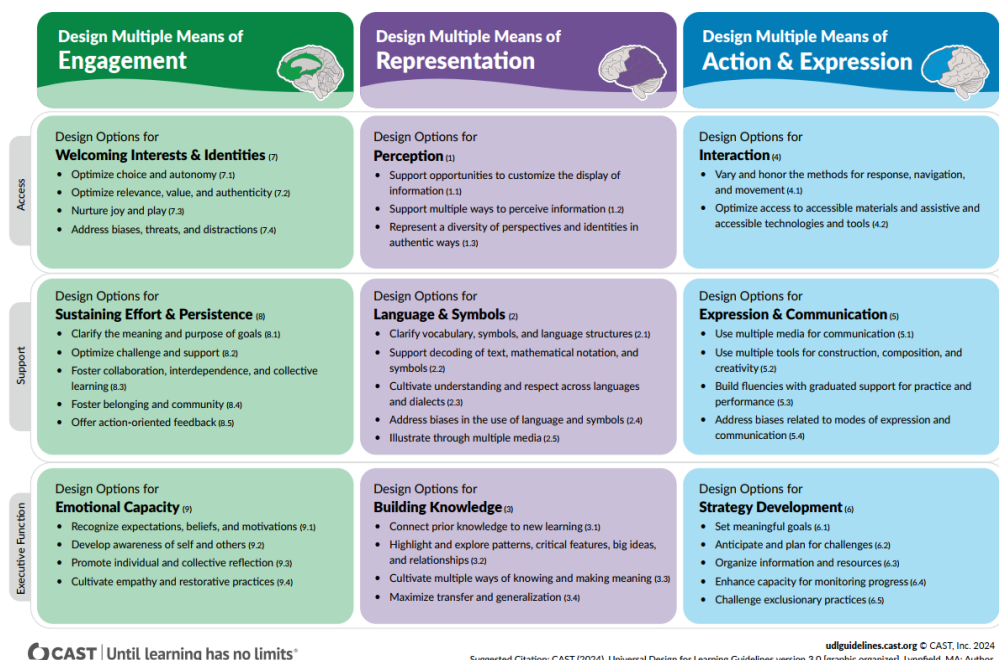 Design Multiple Means of
Engagement
Design Multiple Means of
Representation
Design Multiple Means of
Action & Expression
Access
Design Options for
Welcoming Interests & Identities (7)
• Optimize choice and autonomy (7.1)
• Optimize relevance, value, and authenticity (7.2)
• Nurture joy and play (7.3)
• Address biases, threats, and distractions (7.4)
Design Options for
Perception (1)
• Support opportunities to customize the display of
information (1.1)
• Support multiple ways to perceive information (1.2)
• Represent a diversity of perspectives and identities in
authentic ways (1.3)
Design Options for
Interaction (4)
• Vary and honor the methods for response, navigation,
and movement (4.1)
• Optimize access to accessible materials and assistive and
accessible technologies and tools (4.2)
Support
Design Options for
Sustaining Effort & Persistence (8)
• Clarify the meaning and purpose of goals (8.1)
• Optimize challenge and support (8.2)
• Foster collaboration, interdependence, and collective
learning (8.3)
• Foster belonging and community (8.4)
• Offer action-oriented feedback (8.5)
Design Options for
Language & Symbols (2)
• Clarify vocabulary, symbols, and language structures (2.1)
• Support decoding of text, mathematical notation, and
symbols (2.2)
• Cultivate understanding and respect across languages
and dialects (2.3)
• Address biases in the use of language and symbols (2.4)
• Illustrate through multiple media (2.5)
Design Options for
Expression & Communication (5)
• Use multiple media for communication (5.1)
• Use multiple tools for construction, composition, and
creativity (5.2)
• Build fluencies with graduated support for practice and
performance (5.3)
• Address biases related to modes of expression and
communication (5.4)
Executive Function
Design Options for
Emotional Capacity (9)
• Recognize expectations, beliefs, and motivations (9.1)
• Develop awareness of self and others (9.2)
• Promote individual and collective reflection (9.3)
• Cultivate empathy and restorative practices (9.4)
Design Options for
Building Knowledge (3)
• Connect prior knowledge to new learning (3.1)
• Highlight and explore patterns, critical features, big ideas,
and relationships (3.2)
• Cultivate multiple ways of knowing and making meaning (3.3)
• Maximize transfer and generalization (3.4)
Design Options for
Strategy Development (6)
• Set meaningful goals (6.1)
• Anticipate and plan for challenges (6.2)
• Organize information and resources (6.3)
• Enhance capacity for monitoring progress (6.4)
• Challenge exclusionary practices (6.5)
CAST | Until learning has no limits®
udlguidelines.cast.org © CAST, Inc. 2024
Suggested Citation: CAST (2024). Universal Design for Learning Guidelines version 3.0 [graphic organizer]. Lynnfield, MA: Author.